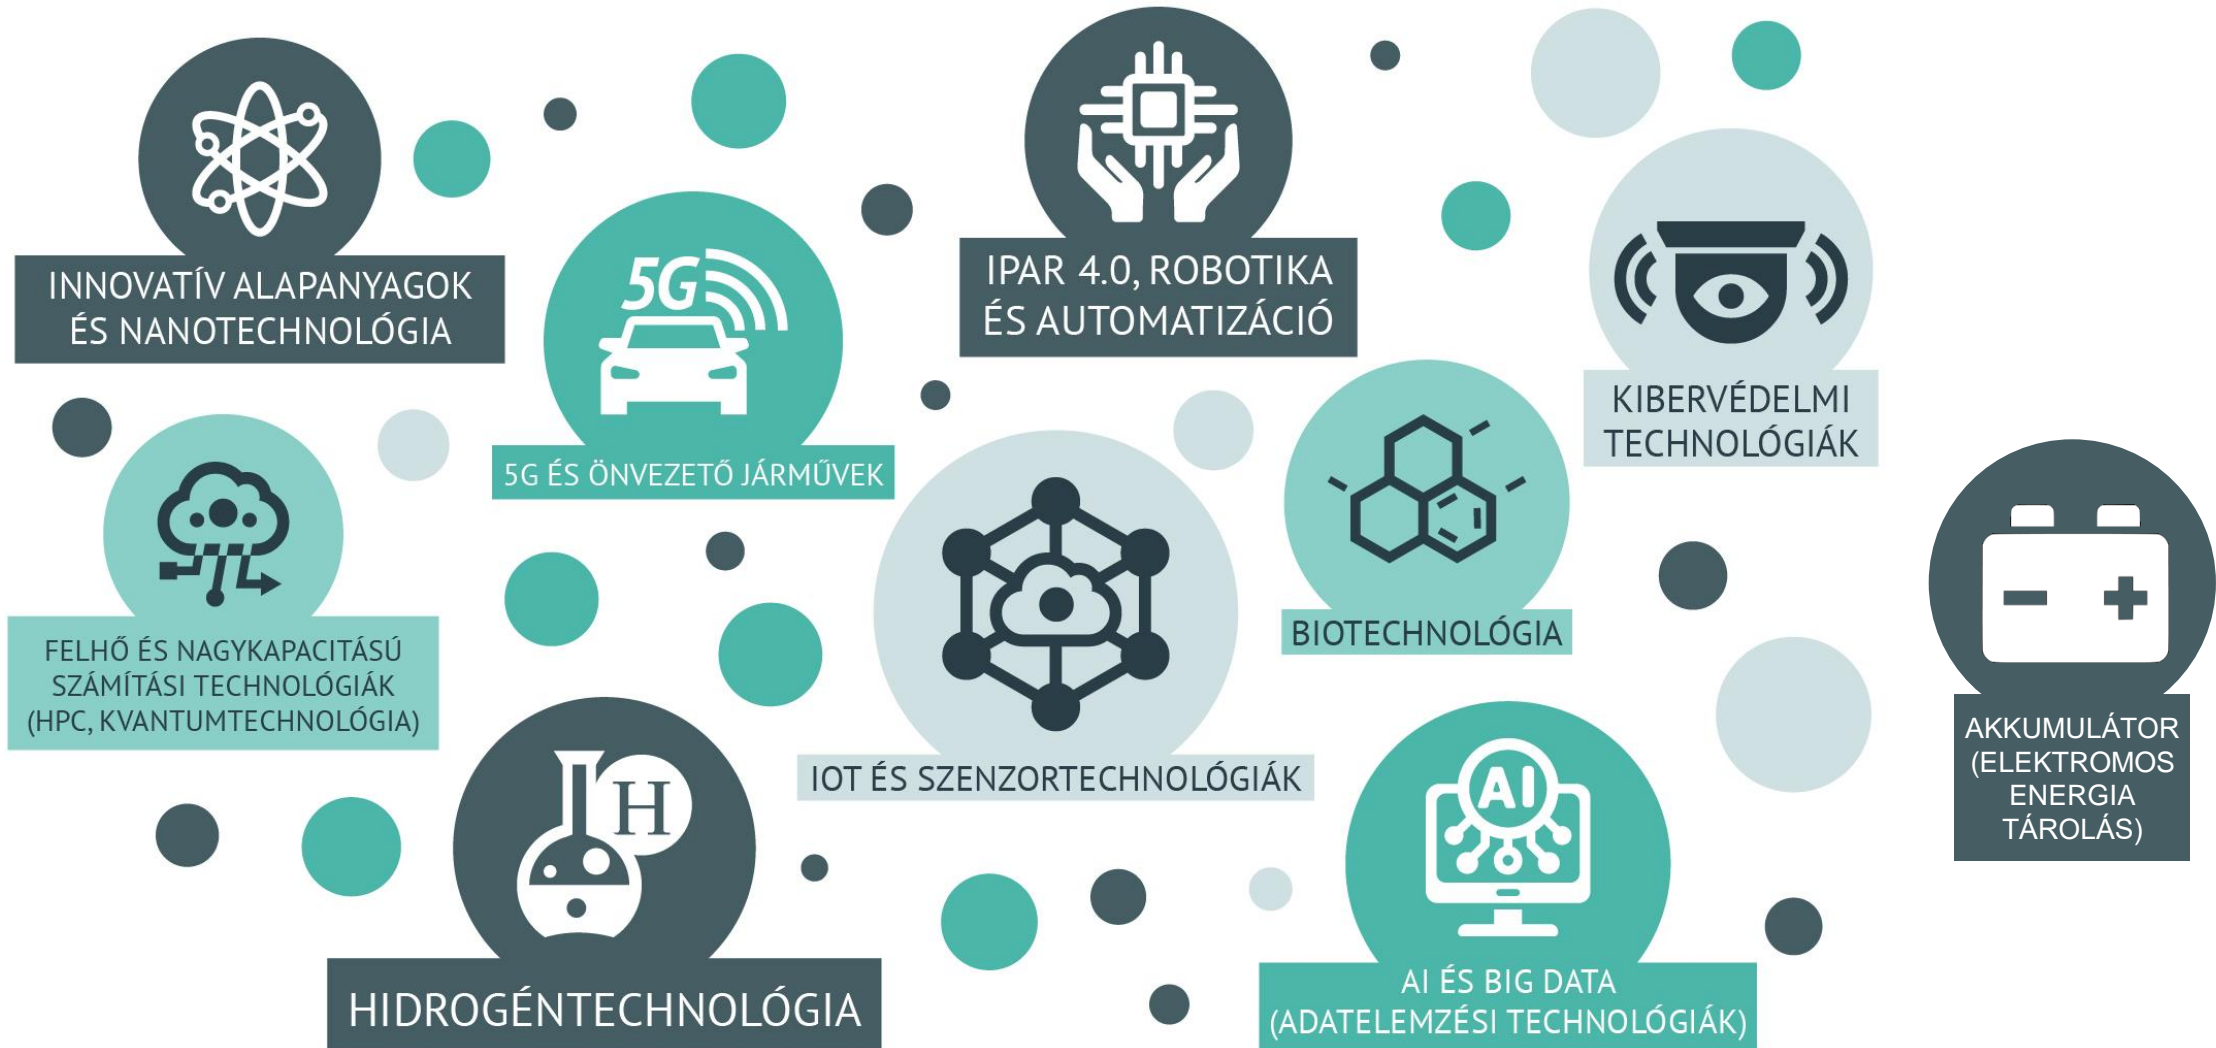 INNOVATÍV ALAPANYAGOK
ÉS NANOTECHNOLÓGIA
5G
5G ÉS ÖNVEZETŐ JÁRMŰVEK
IPAR 4.0, ROBOTIKA
ÉS AUTOMATIZÁCIÓ
KIBERVÉDELMI
TECHNOLÓGIÁK
FELHŐ ÉS NAGYKAPACITÁSÚ
SZÁMÍTÁSI TECHNOLÓGIÁK
(HPC, KVANTUMTECHNOLÓGIA)
IOT ÉS SZENZORTECHNOLÓGIÁK
BIOTECHNOLÓGIA
AKKUMULÁTOR
(ELEKTROMOS
ENERGIA
TÁROLÁS)
H
HIDROGÉNTECHNOLÓGIA
AI
AI ÉS BIG DATA
(ADATELEMZÉSI TECHNOLÓGIÁK)